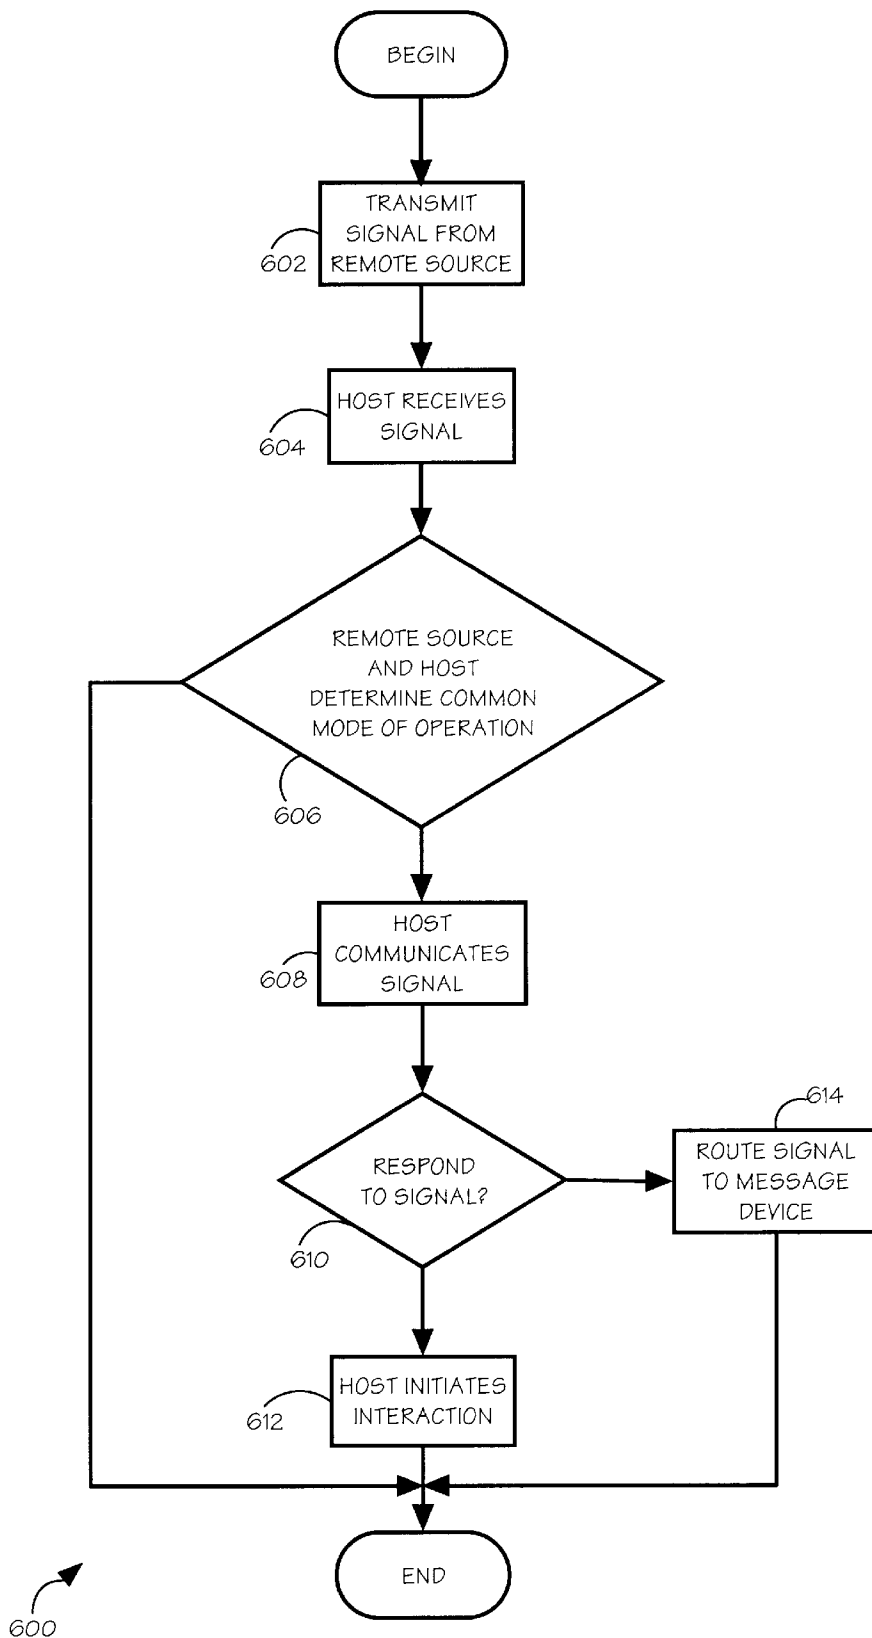 BEGIN
TRANSMIT
SIGNAL FROM
REMOTE SOURCE
602
HOST RECEIVES
SIGNAL
604
REMOTE SOURCE
AND HOST
DETERMINE COMMON
MODE OF OPERATION
606
HOST
COMMUNICATES
SIGNAL
608
614
RESPOND
TO SIGNAL?
610
ROUTE SIGNAL
TO MESSAGE
DEVICE
HOST INITIATES
INTERACTION
612
END
600